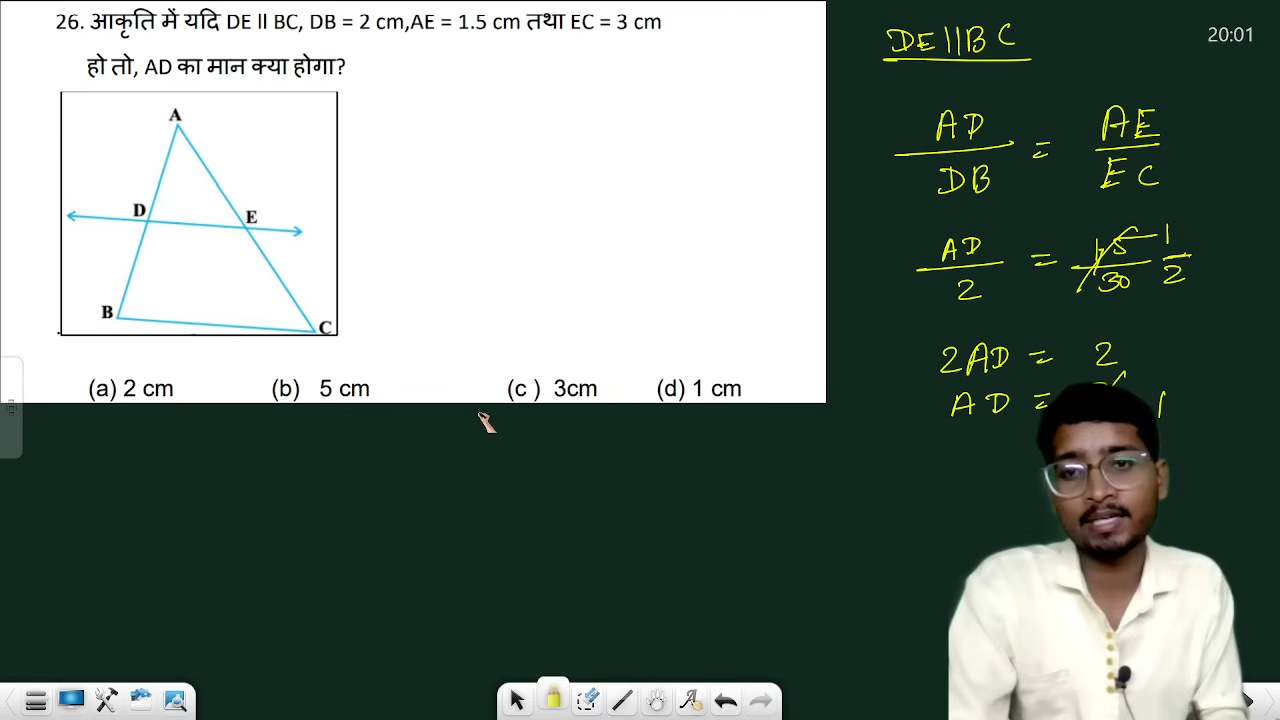 26. आकृति में यदि DE ll BC, DB = 2 cm,AE = 1.5 cm तथा EC = 3 cm
हो तो, AD का मान क्या होगा?
A
D
E
B
C
(a) 2 cm
(b) 5 cm
(c ) 3cm
(d) 1 cm
20:01
DE||BC
AD/DB = AE/EC
AD/2 = 15/30 1/2
2AD = 2
AD = 1